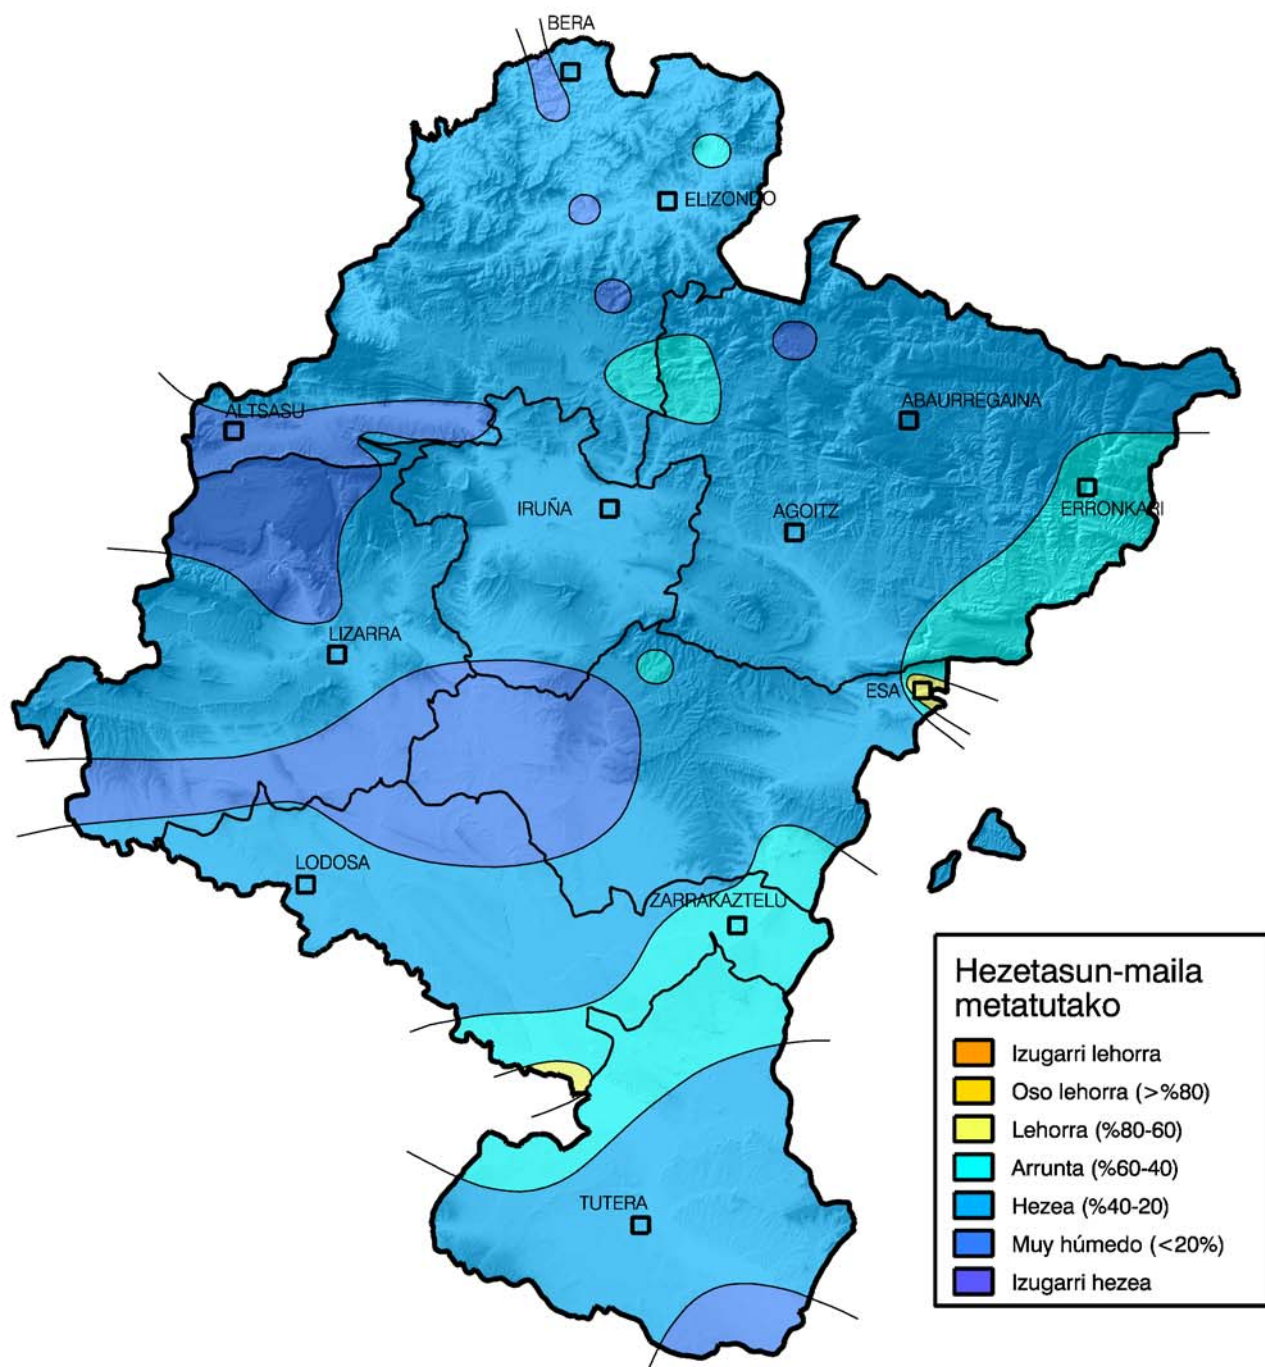 BERA
ELIZONDO
ALTSASU
ABAURREGAINA
IRUÑA
AGOITZ
ERRONKARI
LIZARRA
ESA
LODOSA
ZARRAKAZTELU
TUTERA
Hezetasun-maila
metatutako
Izugarri lehorra
Oso lehorra (>%80)
Lehorra (%80-60)
Arrunta (%60-40)
Hezea (%40-20)
Muy húmedo (<20%)
Izugarri hezea